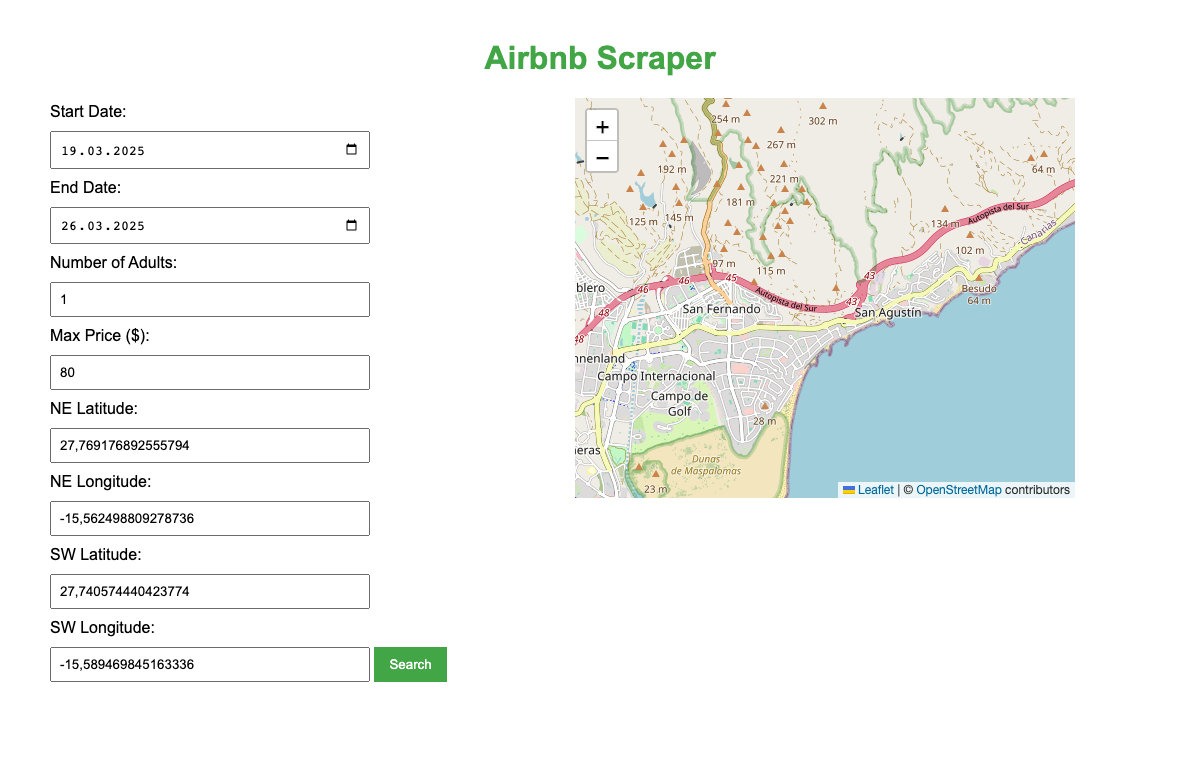 Airbnb Scraper
Start Date:
19.03.2025
End Date:
26.03.2025
Number of Adults:
1
Max Price ($):
80
NE Latitude:
27,769176892555794
NE Longitude:
-15,562498809278736
SW Latitude:
27,740574440423774
SW Longitude:
-15,589469845163336
Search
+
−
254 m
302 m
267 m
192 m
64 m
221 m
181 m
125 m
145 m
134 m
Autopista del Sur
Canarias
102 m
97 m
115 m
43
45
46
46
blero
Besudo
64 m
Autopista del Sur
43
48
San Fernando
San Agustín
48
nnenland
Campo Internacional
Campo de
Golf
28 m
eras
Dunas
de Maspalomas
23 m
Leaflet | © OpenStreetMap contributors